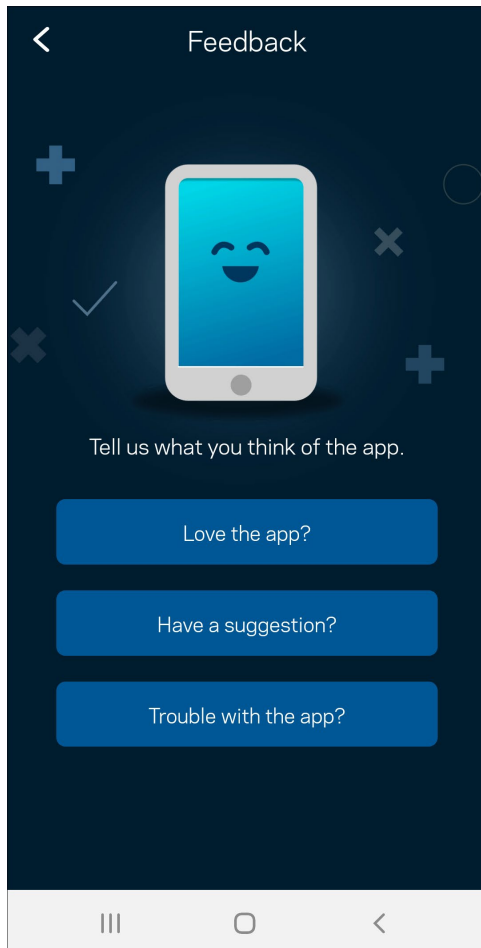 Feedback
Tell us what you think of the app.
Love the app?
Have a suggestion?
Trouble with the app?